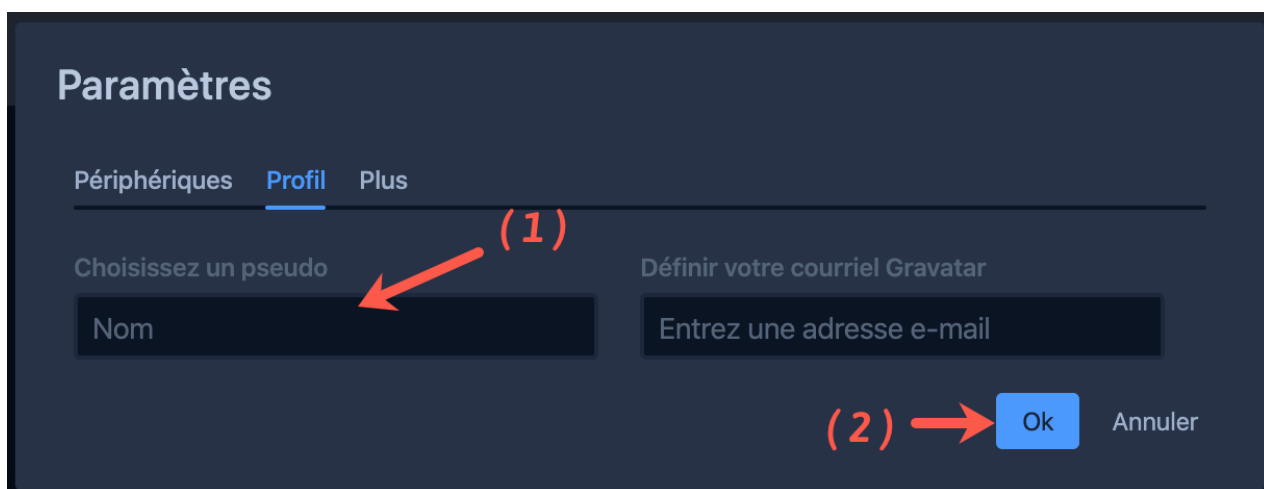 Paramètres
Périphériques Profil Plus
(1)
Choisissez un pseudo Définir votre courriel Gravatar
Nom Entrez une adresse e-mail
(2) Ok Annuler